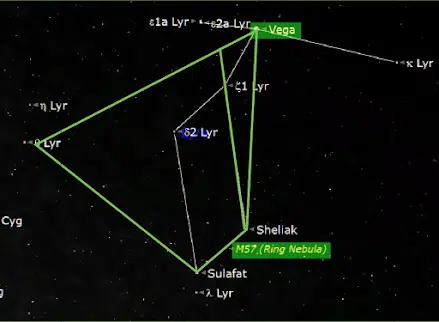 ε1a Lyr
ε2a Lyr
Vega
κ Lyr
ζ1 Lyr
η Lyr
δ2 Lyr
Lyr
Cyg
Sheliak
M57 (Ring Nebula)
Sulafat
λ Lyr